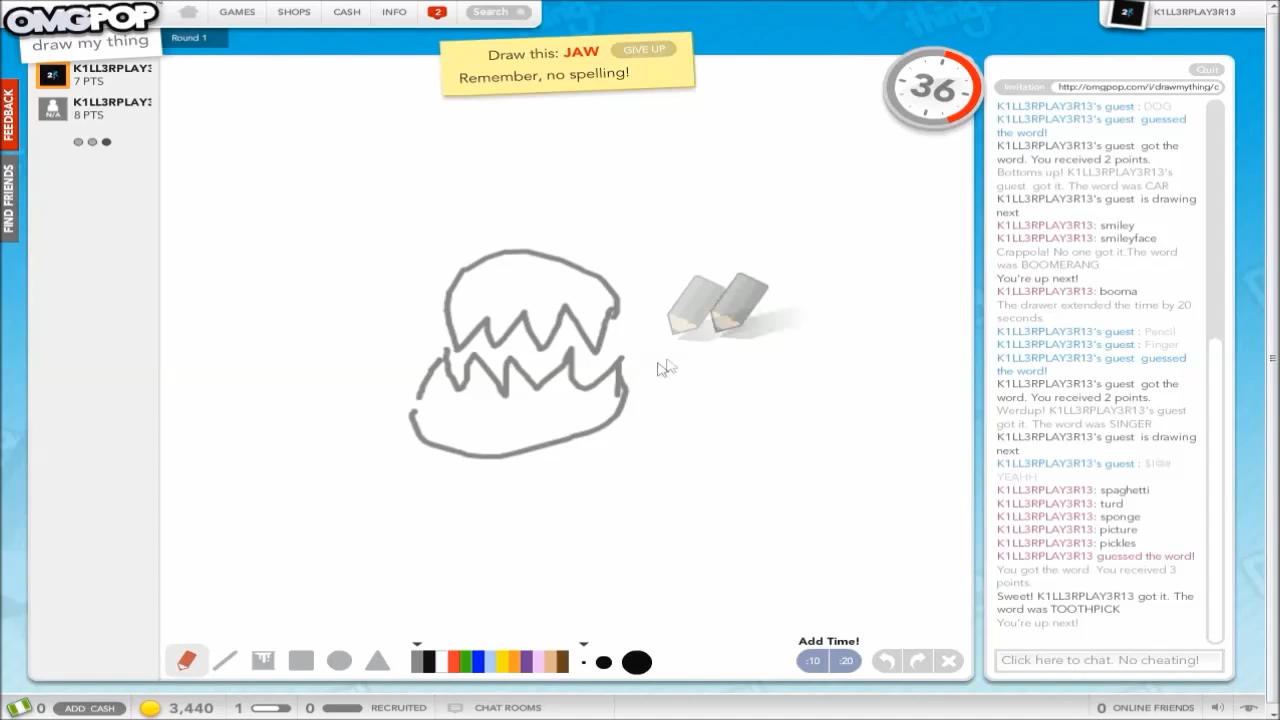 OMGPOP
draw my thing
GAMES SHOPS CASH INFO 2 Search
K1LL3RPLAY3R13
Round 1
K1LL3RPLAY3
7 PTS
K1LL3RPLAY3
8 PTS
N/A
FEEDBACK
FIND FRIENDS
Draw this: JAW GIVE UP
Remember, no spelling!
36
Quit
Invitation http://omgpop.com/i/drawmything/c
K1LL3RPLAY3R13's guest : DOG
K1LL3RPLAY3R13's guest guessed
the word!
K1LL3RPLAY3R13's guest got the
word. You received 2 points.
Bottoms up! K1LL3RPLAY3R13's
guest got it. The word was CAR
K1LL3RPLAY3R13's guest is drawing
next
K1LL3RPLAY3R13: smiley
K1LL3RPLAY3R13: smileyface
Crappola! No one got it.The word
was BOOMERANG
You're up next!
K1LL3RPLAY3R13: booma
The drawer extended the time by 20
seconds.
K1LL3RPLAY3R13's guest : Pencil
K1LL3RPLAY3R13's guest : Finger
K1LL3RPLAY3R13's guest guessed
the word!
K1LL3RPLAY3R13's guest got the
word. You received 2 points.
Werdup! K1LL3RPLAY3R13's guest
got it. The word was SINGER
K1LL3RPLAY3R13's guest is drawing
next
K1LL3RPLAY3R13's guest : $!@#
YEAHH
K1LL3RPLAY3R13: spaghetti
K1LL3RPLAY3R13: turd
K1LL3RPLAY3R13: sponge
K1LL3RPLAY3R13: picture
K1LL3RPLAY3R13: pickles
K1LL3RPLAY3R13 guessed the word!
You got the word You received 3
points.
Sweet! K1LL3RPLAY3R13 got it. The
word was TOOTHPICK
You're up next!
Click here to chat. No cheating!
Add Time!
:10 :20
0 ADD CASH 3,440 1 0 RECRUITED CHAT ROOMS 0 ONLINE FRIENDS